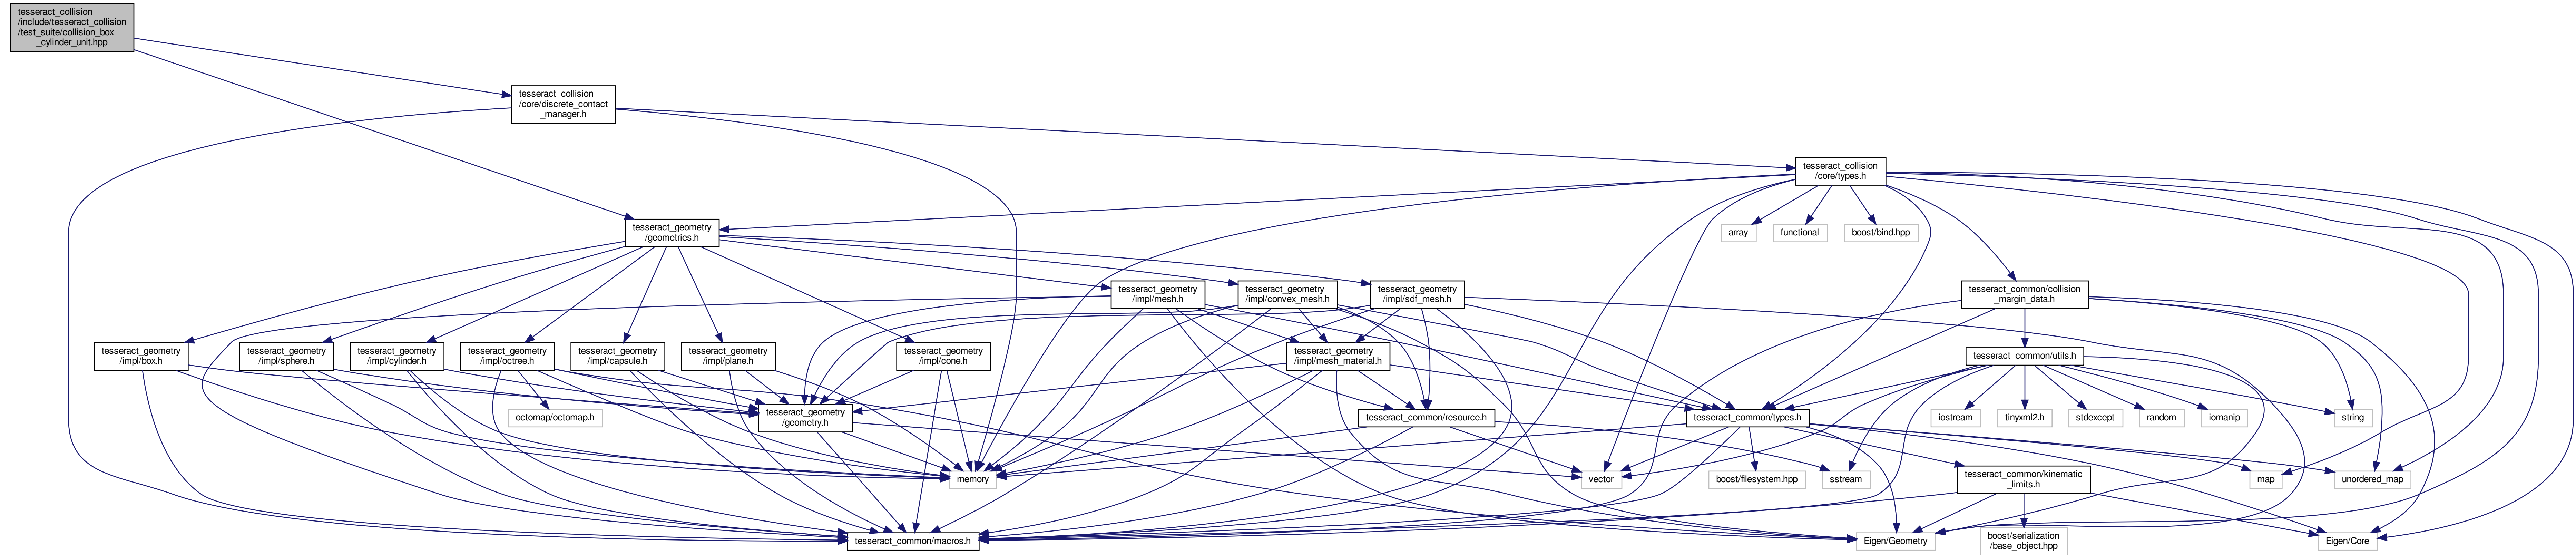 tesseract_collision
/include/tesseract_collision
/test_suite/collision_box
_cylinder_unit.hpp
tesseract_collision
/core/discrete_contact
_manager.h
tesseract_collision
/core/types.h
tesseract_geometry
/geometries.h
array
functional
boost/bind.hpp
tesseract_geometry
/impl/mesh.h
tesseract_geometry
/impl/convex_mesh.h
tesseract_geometry
/impl/sdf_mesh.h
tesseract_common/collision
_margin_data.h
tesseract_geometry
/impl/box.h
tesseract_geometry
/impl/sphere.h
tesseract_geometry
/impl/cylinder.h
tesseract_geometry
/impl/octree.h
tesseract_geometry
/impl/capsule.h
tesseract_geometry
/impl/plane.h
tesseract_geometry
/impl/cone.h
tesseract_geometry
/impl/mesh_material.h
tesseract_common/utils.h
octomap/octomap.h
tesseract_geometry
/geometry.h
tesseract_common/resource.h
tesseract_common/types.h
iostream
tinyxml2.h
stdexcept
random
iomanip
string
memory
vector
boost/filesystem.hpp
sstream
tesseract_common/kinematic
_limits.h
map
unordered_map
tesseract_common/macros.h
Eigen/Geometry
boost/serialization
/base_object.hpp
Eigen/Core